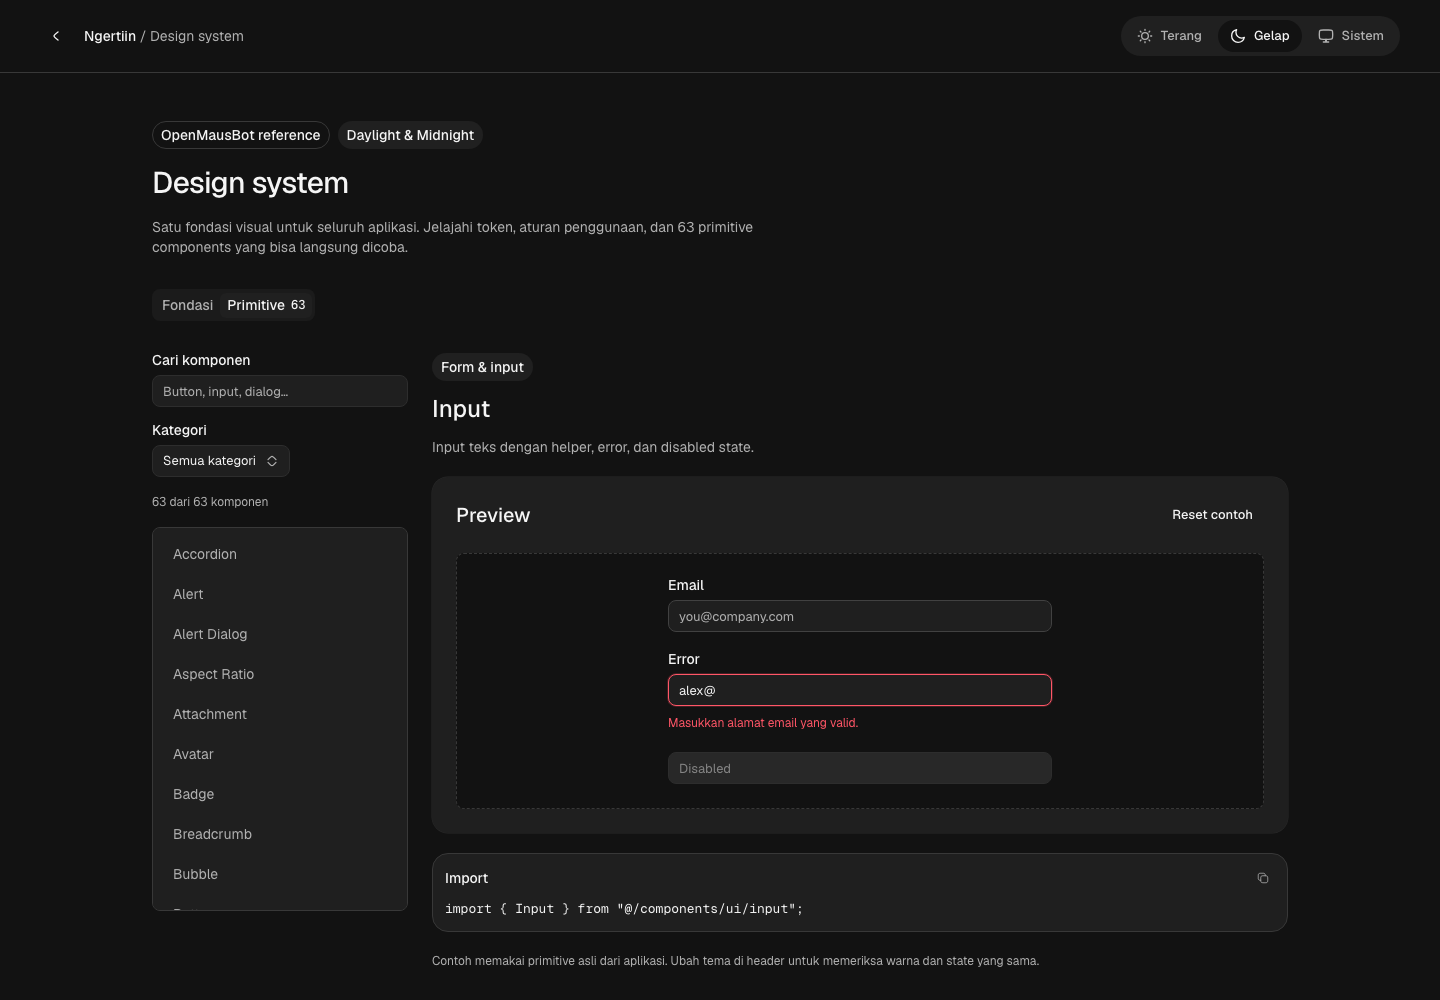 Ngertiin / Design system
Terang
Gelap
Sistem
OpenMausBot reference
Daylight & Midnight
Design system
Satu fondasi visual untuk seluruh aplikasi. Jelajahi token, aturan penggunaan, dan 63 primitive
components yang bisa langsung dicoba.
Fondasi
Primitive 63
Cari komponen
Button, input, dialog...
Kategori
Semua kategori
63 dari 63 komponen
Accordion
Alert
Alert Dialog
Aspect Ratio
Attachment
Avatar
Badge
Breadcrumb
Bubble
Form & input
Input
Input teks dengan helper, error, dan disabled state.
Preview
Reset contoh
Email
you@company.com
Error
alex@
Masukkan alamat email yang valid.
Disabled
Import
import { Input } from "@/components/ui/input";
Contoh memakai primitive asli dari aplikasi. Ubah tema di header untuk memeriksa warna dan state yang sama.